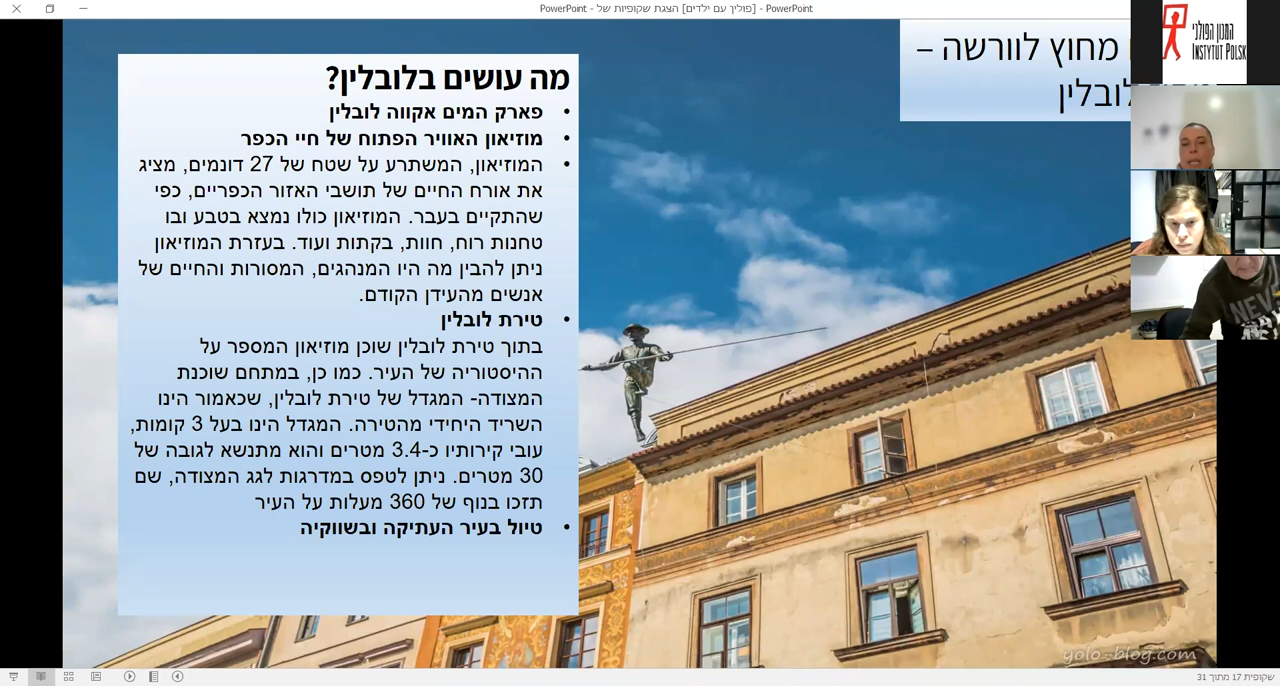 PowerPoint - [פולין עם ילדים] הצגת שקופיות של - PowerPoint
המכון הפולני
INSTYTUT POLSK
מחוץ לוורשה –
לובלין
מה עושים בלובלין?
• פארק המים אקווה לובלין
• מוזיאון האוויר הפתוח של חיי הכפר
• המוזיאון, המשתרע על שטח של 27 דונמים, מציג
את אורח החיים של תושבי האזור הכפריים, כפי
שהתקיים בעבר. המוזיאון כולו נמצא בטבע ובו
טחנות רוח, חוות, בקתות ועוד. בעזרת המוזיאון
ניתן להבין מה היו המנהגים, המסורות והחיים של
אנשים מהעידן הקודם.
• טירת לובלין
בתוך טירת לובלין שוכן מוזיאון המספר על
ההיסטוריה של העיר. כמו כן, במתחם שוכנת
המצודה- המגדל של טירת לובלין, שכאמור הינו
השריד היחידי מהטירה. המגדל הינו בעל 3 קומות,
עובי קירותיו כ-3.4 מטרים והוא מתנשא לגובה של
30 מטרים. ניתן לטפס במדרגות לגג המצודה, שם
תזכו בנוף של 360 מעלות על העיר
• טיול בעיר העתיקה ובשווקיה
NEV
yolo-blog.com
שקופית 17 מתוך 31